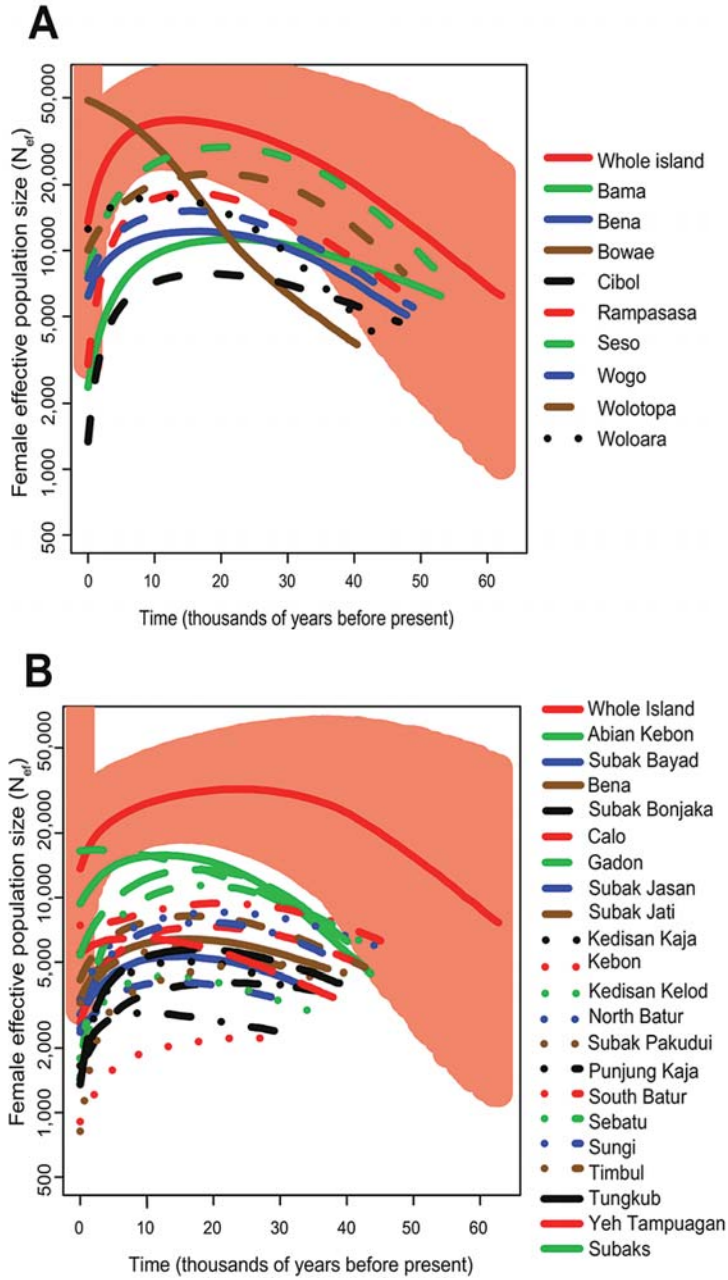 A
Female effective population size (Nef)
50,000
20,000
10,000
5,000
2,000
1,000
500
0 10 20 30 40 50 60
Time (thousands of years before present)
Whole island
Bama
Bena
Bowae
Cibol
Rampasasa
Seso
Wogo
Wolotopa
Woloara
B
Female effective population size (Nef)
50,000
20,000
10,000
5,000
2,000
1,000
500
0 10 20 30 40 50 60
Time (thousands of years before present)
Whole Island
Abian Kebon
Subak Bayad
Bena
Subak Bonjaka
Calo
Gadon
Subak Jasan
Subak Jati
Kedisan Kaja
Kebon
Kedisan Kelod
North Batur
Subak Pakudui
Punjung Kaja
South Batur
Sebatu
Sungi
Timbul
Tungkub
Yeh Tampuagan
Subaks